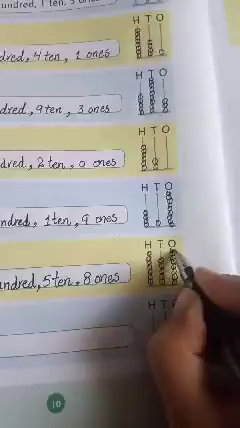 undred, 1 ten, 3 ones
H T O
dred, 4 ten, 1 ones
H T O
dred, 9 ten, 3 ones
H T O
dred, 2 ten, 0 ones
H T O
undred, 1 ten, 9 ones
H T O
undred, 5 ten, 8 ones
H T
10